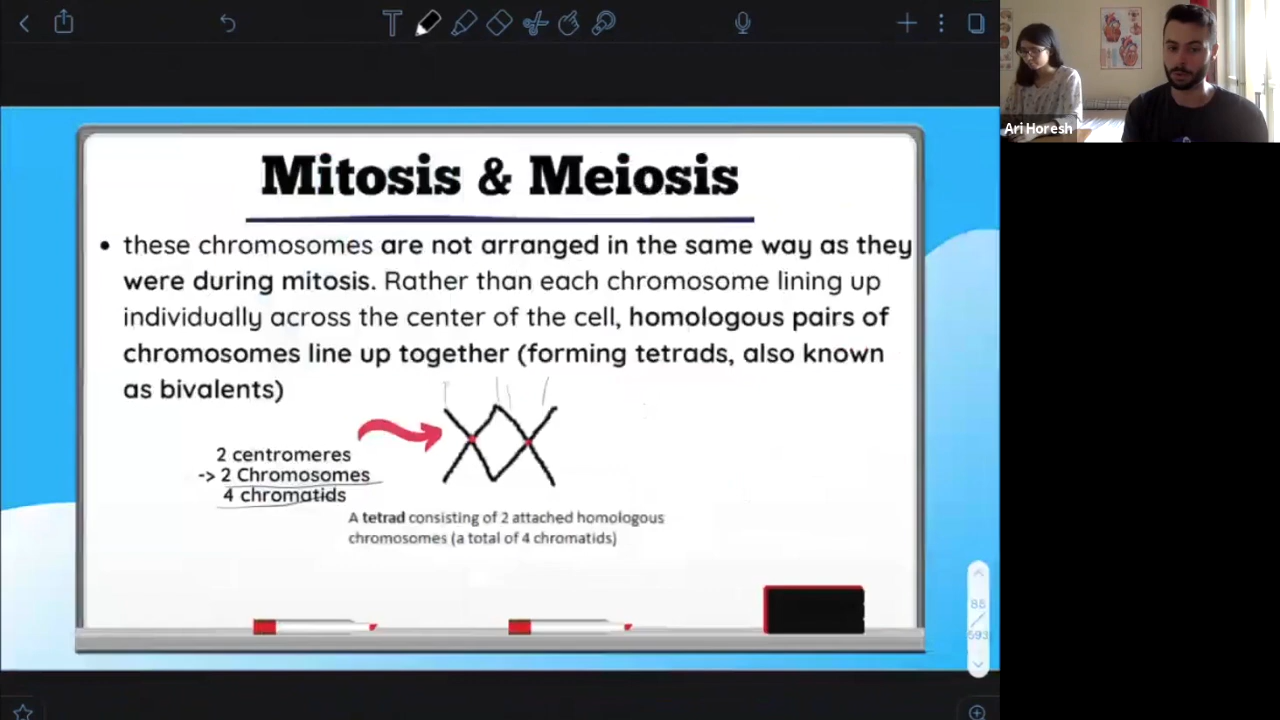 Ari Horesh
Mitosis & Meiosis
• these chromosomes are not arranged in the same way as they
were during mitosis. Rather than each chromosome lining up
individually across the center of the cell, homologous pairs of
chromosomes line up together (forming tetrads, also known
as bivalents)
2 centromeres
-> 2 Chromosomes
4 chromatids
A tetrad consisting of 2 attached homologous
chromosomes (a total of 4 chromatids)
85
/
593